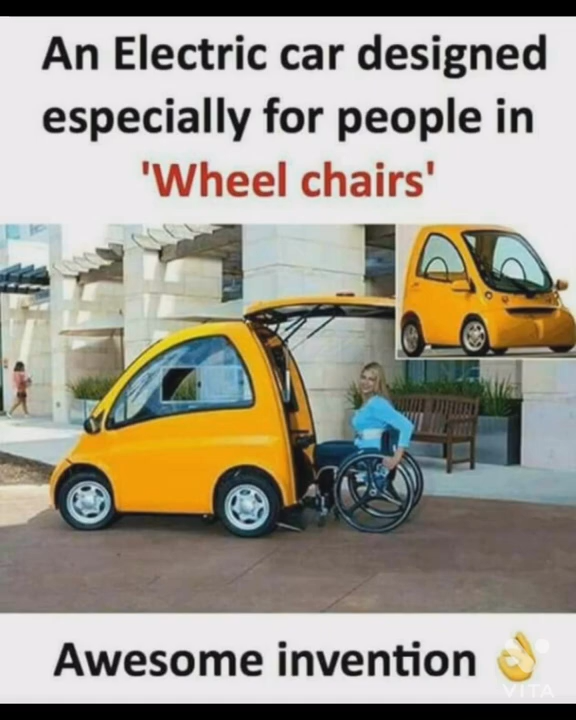 An Electric car designed
especially for people in
'Wheel chairs'
Awesome invention 👌
VITA